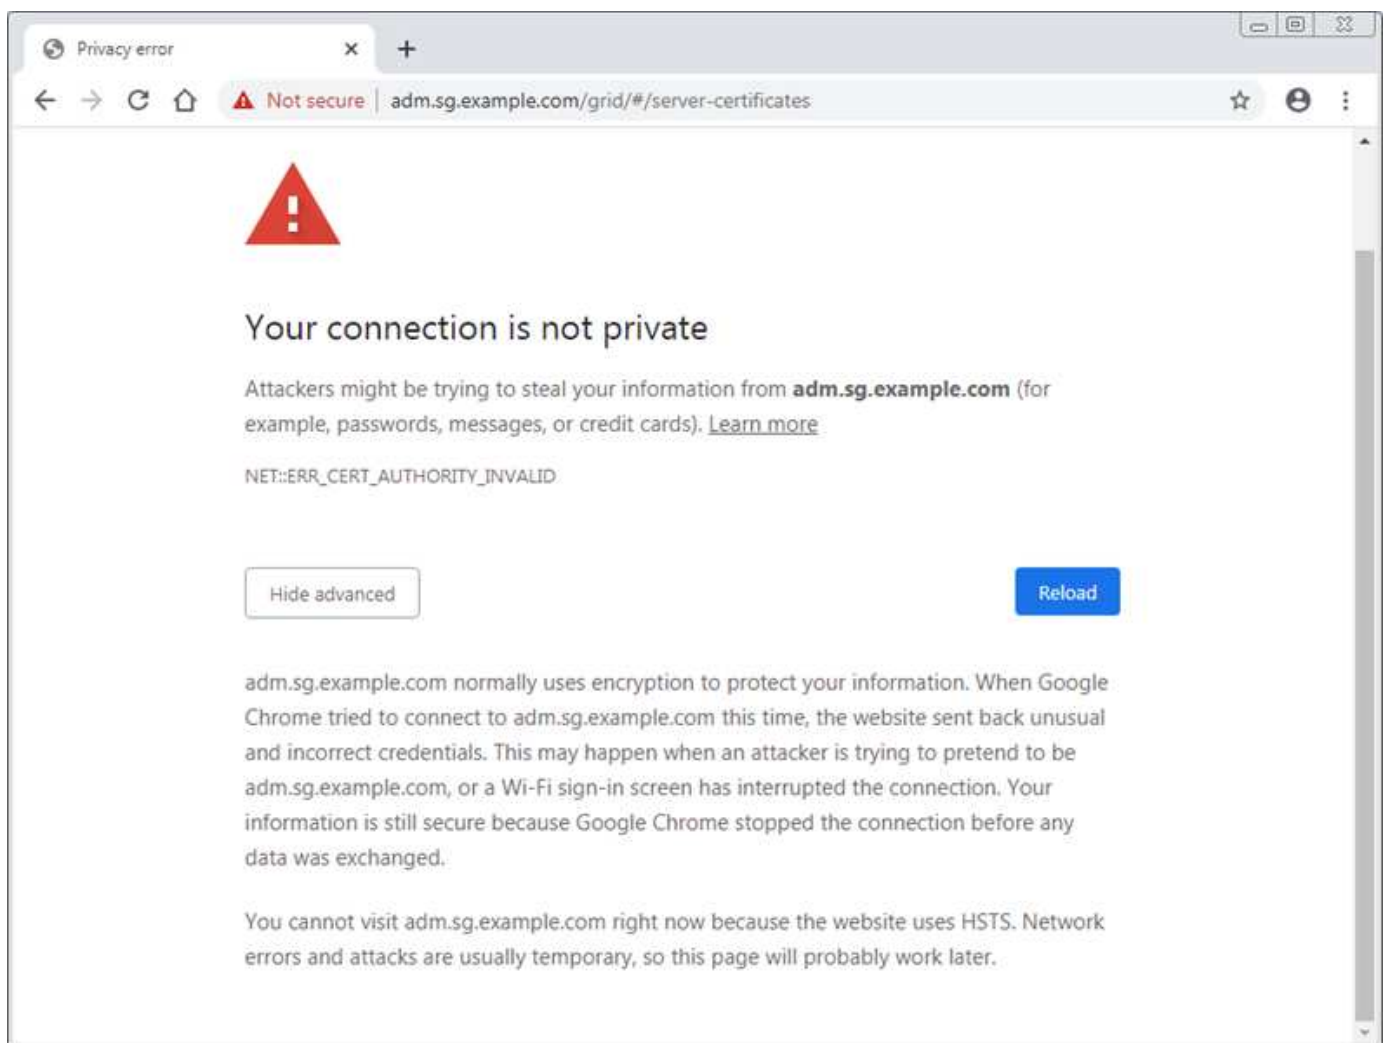 Privacy error
Not secure adm.sg.example.com/grid/#/server-certificates
Your connection is not private
Attackers might be trying to steal your information from adm.sg.example.com (for
example, passwords, messages, or credit cards). Learn more
NET::ERR_CERT_AUTHORITY_INVALID
Hide advanced
Reload
adm.sg.example.com normally uses encryption to protect your information. When Google
Chrome tried to connect to adm.sg.example.com this time, the website sent back unusual
and incorrect credentials. This may happen when an attacker is trying to pretend to be
adm.sg.example.com, or a Wi-Fi sign-in screen has interrupted the connection. Your
information is still secure because Google Chrome stopped the connection before any
data was exchanged.
You cannot visit adm.sg.example.com right now because the website uses HSTS. Network
errors and attacks are usually temporary, so this page will probably work later.